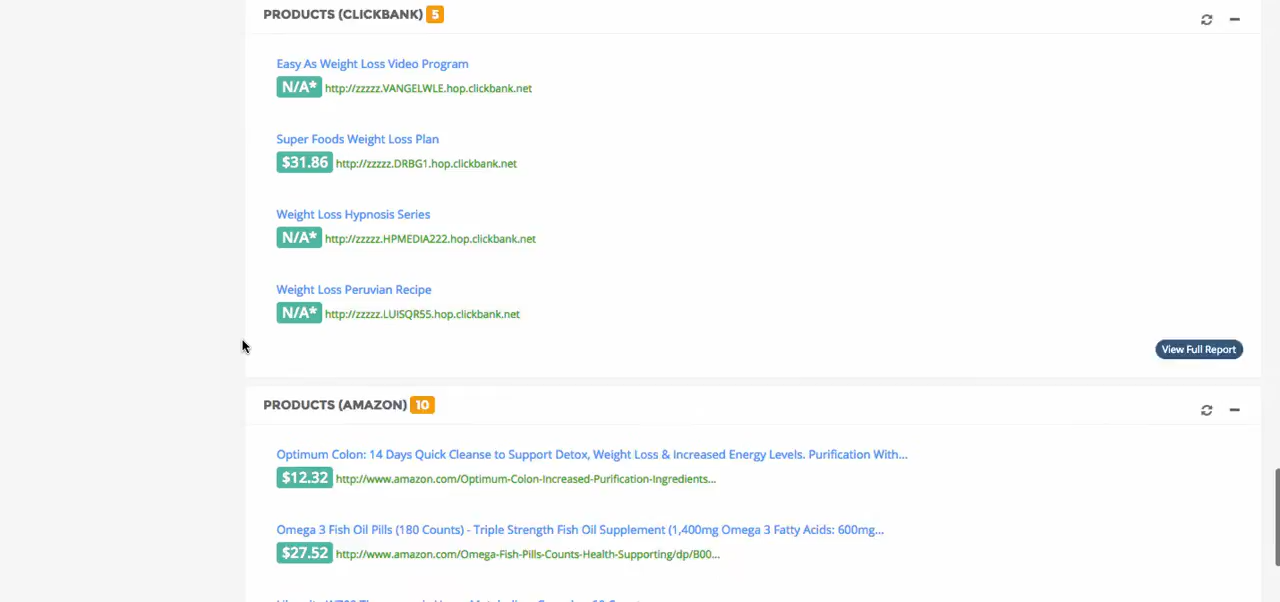 PRODUCTS (CLICKBANK) 5
Easy As Weight Loss Video Program
N/A* http://zzzzz.VANGELWLE.hop.clickbank.net
Super Foods Weight Loss Plan
$31.86 http://zzzzz.DRBG1.hop.clickbank.net
Weight Loss Hypnosis Series
N/A* http://zzzzz.HPMEDIA222.hop.clickbank.net
Weight Loss Peruvian Recipe
N/A* http://zzzzz.LUISQR55.hop.clickbank.net
View Full Report
PRODUCTS (AMAZON) 10
Optimum Colon: 14 Days Quick Cleanse to Support Detox, Weight Loss & Increased Energy Levels. Purification With...
$12.32 http://www.amazon.com/Optimum-Colon-Increased-Purification-Ingredients...
Omega 3 Fish Oil Pills (180 Counts) - Triple Strength Fish Oil Supplement (1,400mg Omega 3 Fatty Acids: 600mg...
$27.52 http://www.amazon.com/Omega-Fish-Pills-Counts-Health-Supporting/dp/B00...